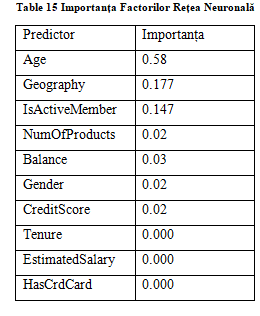 Table 15 Importanța Factorilor Rețea Neuronală
Predictor Importanța
Age 0.58
Geography 0.177
IsActiveMember 0.147
NumOfProducts 0.02
Balance 0.03
Gender 0.02
CreditScore 0.02
Tenure 0.000
EstimatedSalary 0.000
HasCrdCard 0.000